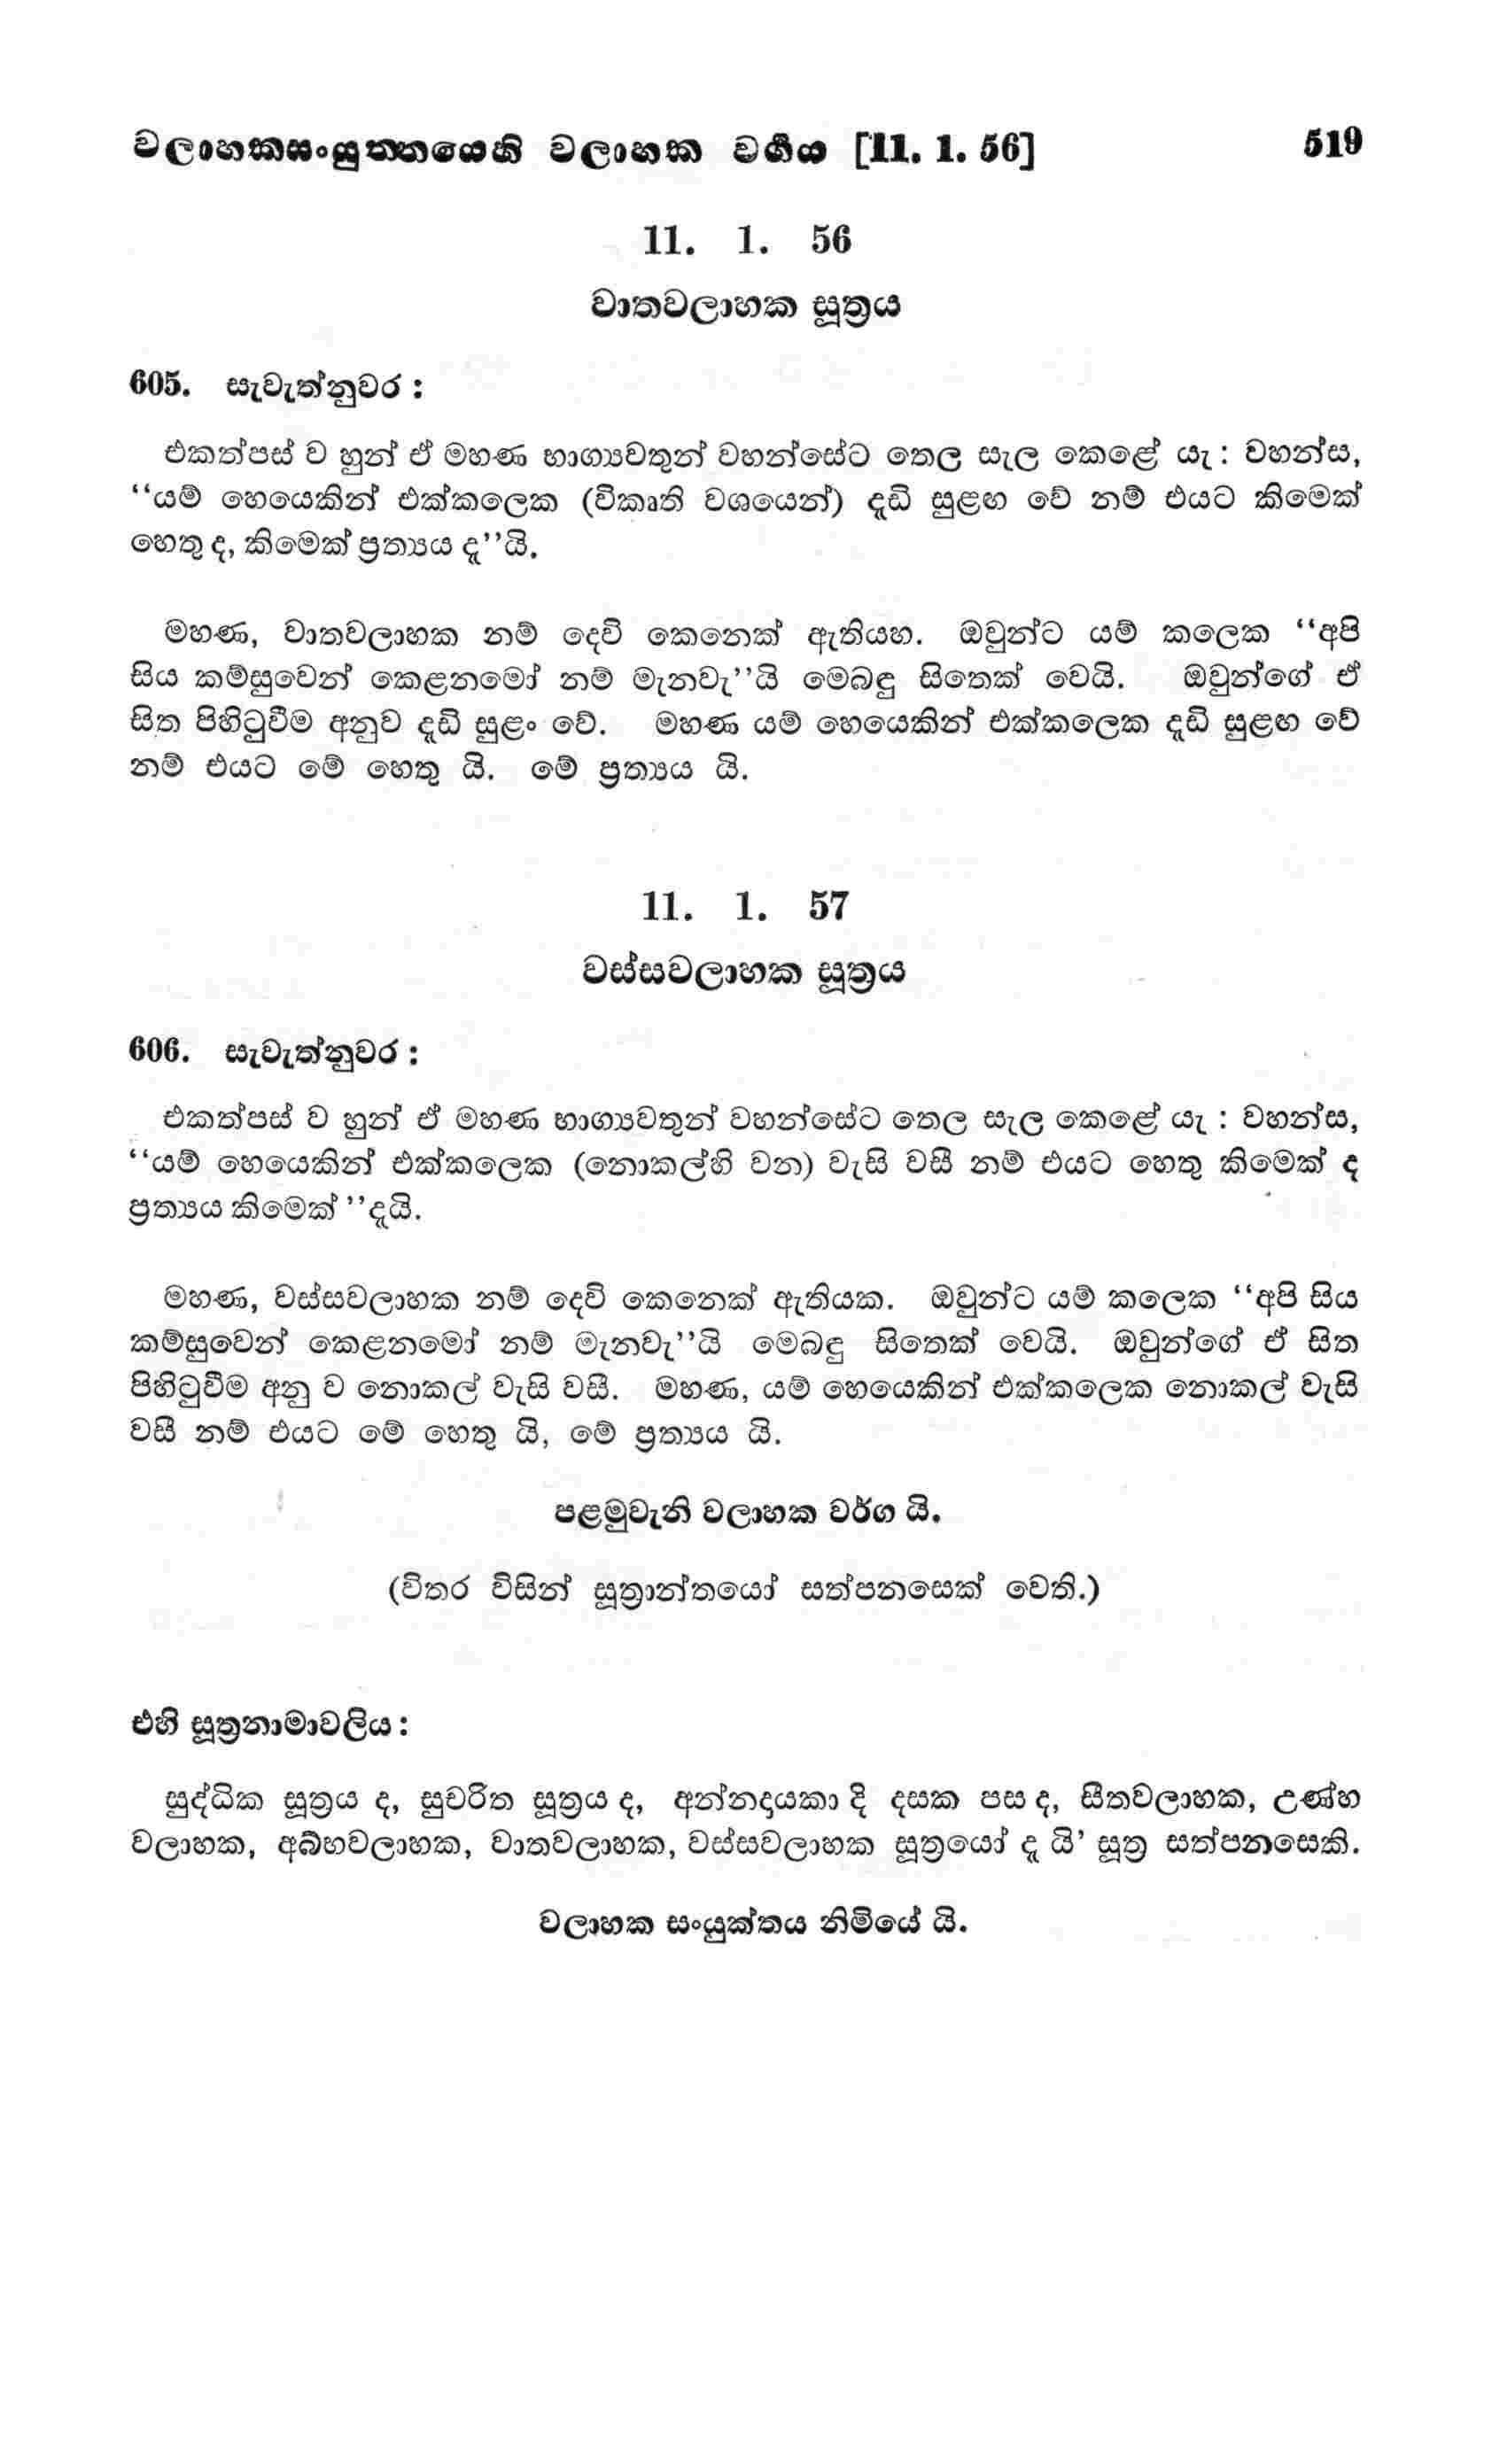 වලාහකසංයුත්තයෙහි වලාහක වර්‍ගය [11. 1. 56] 519
11. 1. 56
වාතවලාහක සූත්‍රය
605. සැවැත්නුවර :
එකත්පස් ව හුන් ඒ මහණ භාග්‍යවතුන් වහන්සේට තෙල සැල කෙළේ යැ : වහන්ස,
“යම් හෙයෙකින් එක්කලෙක (විකෘති වශයෙන්) දැඩි සුළඟ වේ නම් එයට කිමෙක්
හෙතු ද, කිමෙක් ප්‍රත්‍යය දැ”යි.
මහණ, වාතවලාහක නම් දෙවි කෙනෙක් ඇතියහ. ඔවුන්ට යම් කලෙක “අපි
සිය කම්සුවෙන් කෙළනමෝ නම් මැනවැ”යි මෙබඳු සිතෙක් වෙයි. ඔවුන්ගේ ඒ
සිත පිහිටුවීම අනුව දැඩි සුළං වේ. මහණ යම් හෙයෙකින් එක්කලෙක දැඩි සුළඟ වේ
නම් එයට මේ හෙතු යි. මේ ප්‍රත්‍යය යි.
11. 1. 57
වස්සවලාහක සූත්‍රය
606. සැවැත්නුවර :
එකත්පස් ව හුන් ඒ මහණ භාග්‍යවතුන් වහන්සේට තෙල සැල කෙළේ යැ : වහන්ස,
“යම් හෙයෙකින් එක්කලෙක (නොකල්හි වන) වැසි වසී නම් එයට හෙතු කිමෙක් ද
ප්‍රත්‍යය කිමෙක් ”දැයි.
මහණ, වස්සවලාහක නම් දෙවි කෙනෙක් ඇතියක. ඔවුන්ට යම් කලෙක “අපි සිය
කම්සුවෙන් කෙළනමෝ නම් මැනවැ”යි මෙබඳු සිතෙක් වෙයි. ඔවුන්ගේ ඒ සිත
පිහිටුවීම අනු ව නොකල් වැසි වසී. මහණ, යම් හෙයෙකින් එක්කලෙක නොකල් වැසි
වසී නම් එයට මේ හෙතු යි, මේ ප්‍රත්‍යය යි.
පළමුවැනි වලාහක වර්ග යි.
(විතර විසින් සූත්‍රාන්තයෝ සත්පනසෙක් වෙති.)
එහි සූත්‍රනාමාවලිය :
සුද්ධික සූත්‍රය ද, සුචරිත සූත්‍රය ද, අන්නදායකා දි දසක පස ද, සීතවලාහක, උණ්හ
වලාහක, අබ්භවලාහක, වාතවලාහක, වස්සවලාහක සූත්‍රයෝ දැ යි’ සූත්‍ර සත්පනසෙකි.
වලාහක සංයුක්තය නිමියේ යි.